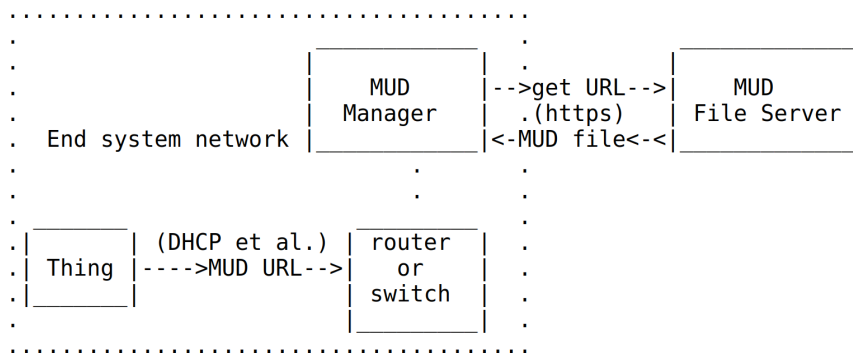 MUD -->get URL--> MUD
Manager (https) File Server
End system network <-MUD file<-<
(DHCP et al.) router
Thing ---->MUD URL--> or
switch